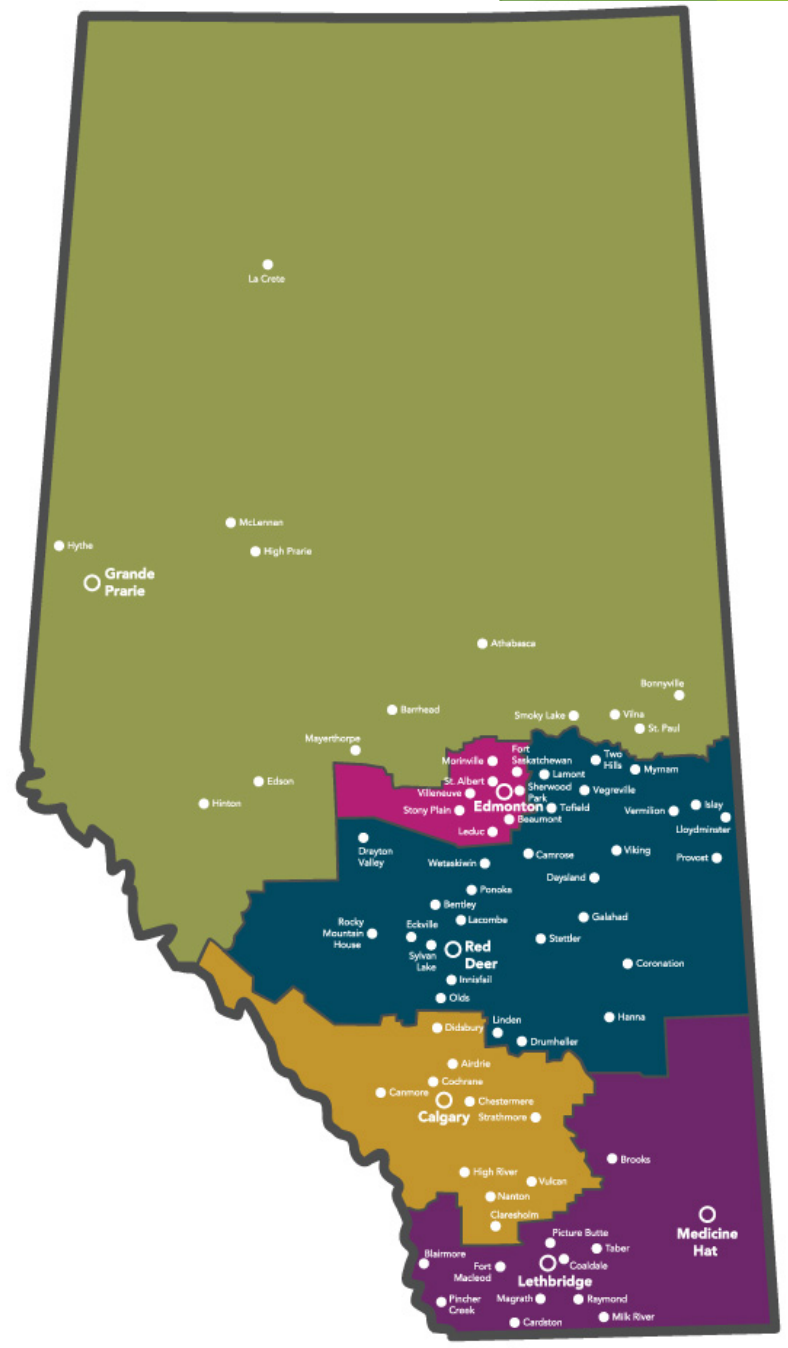 La Crete
McLennan
Hythe
High Prarie
Grande
Prarie
Athabasca
Bonnyville
Barrhead
Smoky Lake
Vilna
St. Paul
Mayerthorpe
Edson
Hinton
Morinville
Fort
Saskatchewan
Two
Hills
Myrnam
Lamont
St. Albert
Villeneuve
Sherwood
Park
Vegreville
Stony Plain
Edmonton
Tofield
Vermilion
Islay
Beaumont
Lloydminster
Leduc
Drayton
Valley
Wetaskiwin
Camrose
Viking
Provost
Daysland
Ponoka
Bentley
Lacombe
Galahad
Rocky
Mountain
House
Eckville
Sylvan
Lake
Red
Deer
Stettler
Coronation
Innisfail
Olds
Hanna
Didsbury
Linden
Drumheller
Airdrie
Cochrane
Canmore
Chestermere
Calgary
Strathmore
Brooks
High River
Vulcan
Nanton
Claresholm
Medicine
Hat
Picture Butte
Taber
Blairmore
Fort
Macleod
Coaldale
Lethbridge
Pincher
Creek
Magrath
Raymond
Milk River
Cardston